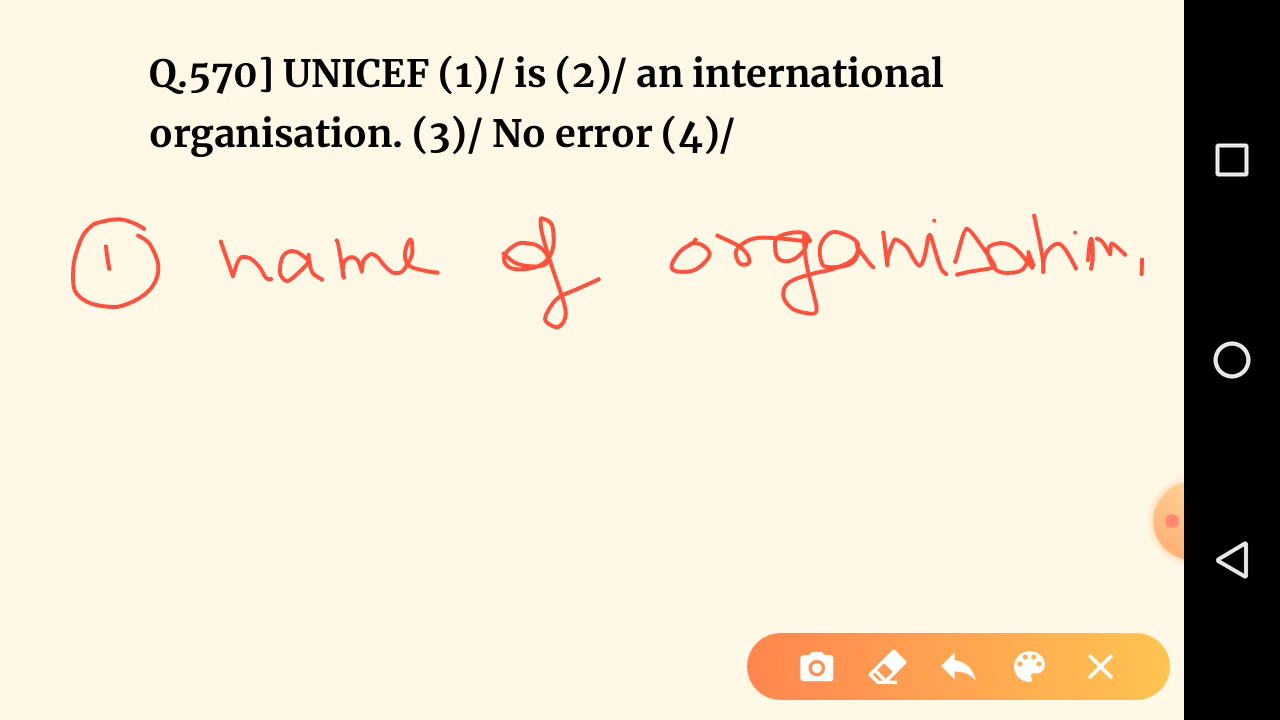 Q.570] UNICEF (1)/ is (2)/ an international
organisation. (3)/ No error (4)/
1 name of organisation,